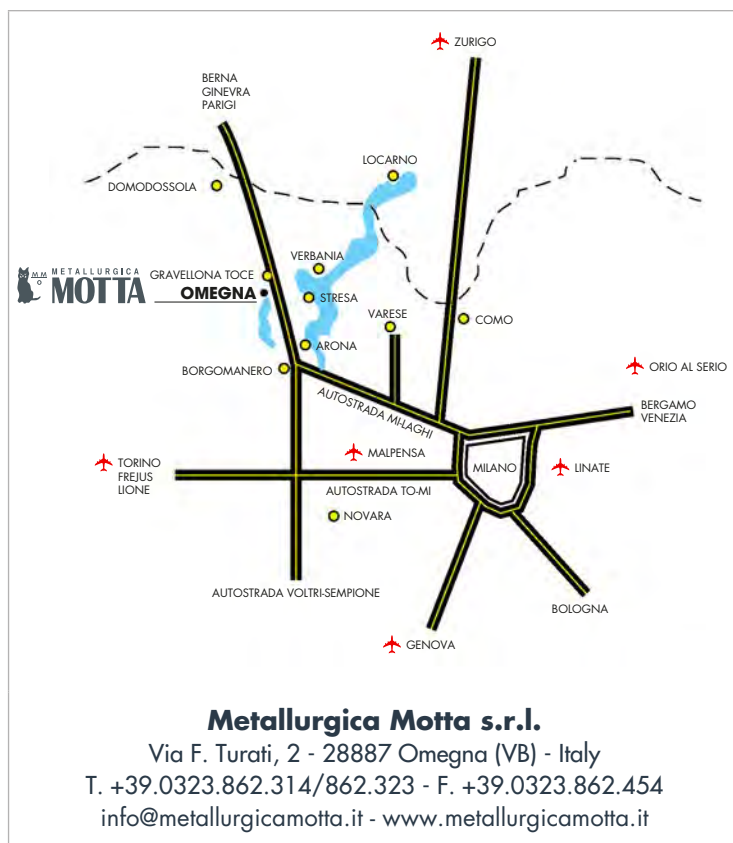 ZURIGO
BERNA
GINEVRA
PARIGI
LOCARNO
DOMODOSSOLA
VERBANIA
MM METALLURGICA
MOTTA
GRAVELLONA TOCE
OMEGNA
STRESA
VARESE
COMO
ARONA
BORGOMANERO
ORIO AL SERIO
AUTOSTRADA MI-LAGHI
BERGAMO
VENEZIA
MALPENSA
TORINO
FREJUS
LIONE
MILANO
LINATE
AUTOSTRADA TO-MI
NOVARA
AUTOSTRADA VOLTRI-SEMPIONE
BOLOGNA
GENOVA
Metallurgica Motta s.r.l.
Via F. Turati, 2 - 28887 Omegna (VB) - Italy
T. +39.0323.862.314/862.323 - F. +39.0323.862.454
info@metallurgicamotta.it - www.metallurgicamotta.it